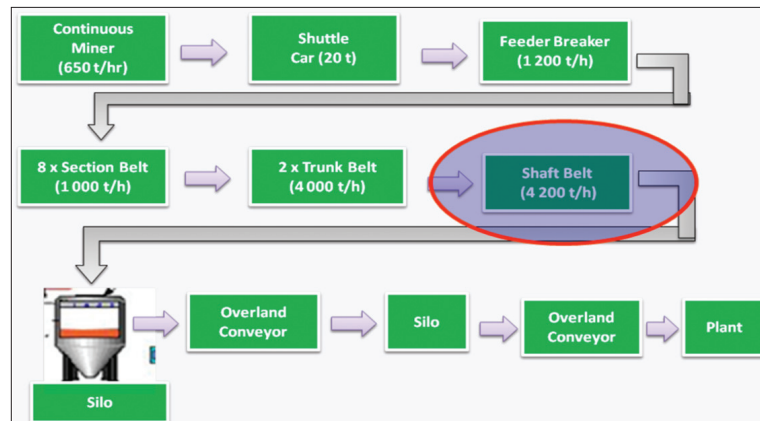 Continuous
Miner
(650 t/hr)
Shuttle
Car (20 t)
Feeder Breaker
(1 200 t/h)
8 x Section Belt
(1 000 t/h)
2 x Trunk Belt
(4 000 t/h)
Shaft Belt
(4 200 t/h)
Overland
Conveyor
Silo
Overland
Conveyor
Plant
Silo